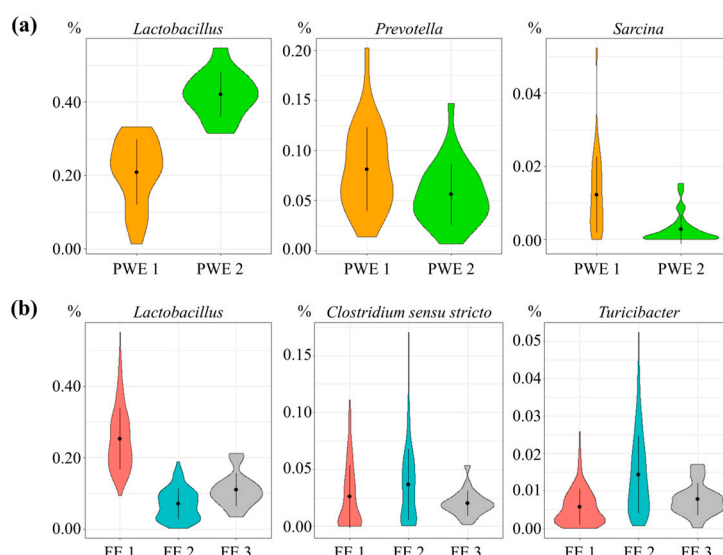 (a)
Lactobacillus
Prevotella
Sarcina
%
%
%
0.40
0.20
0.00
0.20
0.15
0.10
0.05
0.00
0.04
0.02
0.00
PWE 1 PWE 2
PWE 1 PWE 2
PWE 1 PWE 2
(b)
Lactobacillus
Clostridium sensu stricto
Turicibacter
%
%
%
0.40
0.20
0.00
0.15
0.10
0.05
0.00
0.05
0.04
0.03
0.02
0.01
0.00